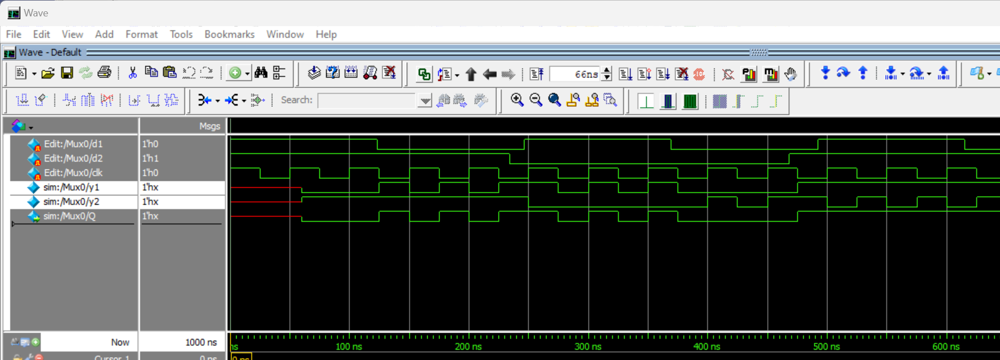 Wave
File Edit View Add Format Tools Bookmarks Window Help
Wave - Default
66ns
Search:
Msgs
Edit:/Mux0/d1 1'h0
Edit:/Mux0/d2 1'h1
Edit:/Mux0/clk 1'h0
sim:/Mux0/y1 1'hx
sim:/Mux0/y2 1'hx
sim:/Mux0/Q 1'hx
Now 1000 ns
ns 100 ns 200 ns 300 ns 400 ns 500 ns 600 ns
Cursor 1 0 ns 0 ns